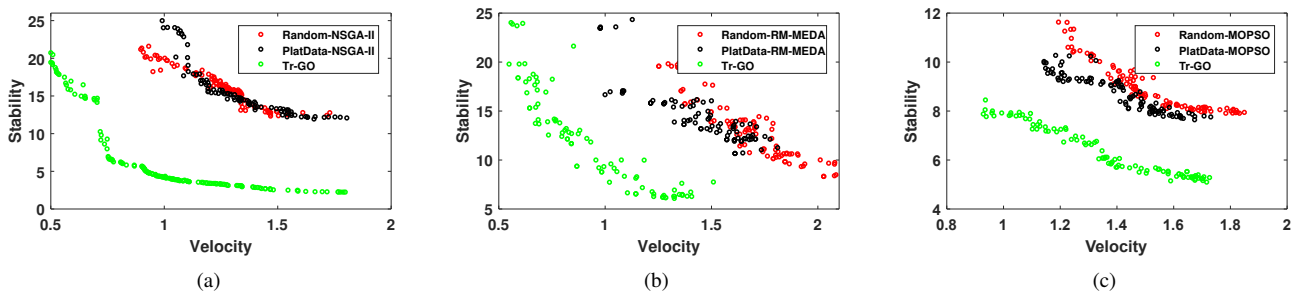 25
20
15
10
5
0
Stability
0.5
1
1.5
2
Velocity
Random-NSGA-II
PlatData-NSGA-II
Tr-GO
(a)
25
20
15
10
5
Stability
1
1.5
2
Velocity
Random-RM-MEDA
PlatData-RM-MEDA
Tr-GO
(b)
12
10
8
6
4
Stability
0.8
1
1.2
1.4
1.6
1.8
2
Velocity
Random-MOPSO
PlatData-MOPSO
Tr-GO
(c)